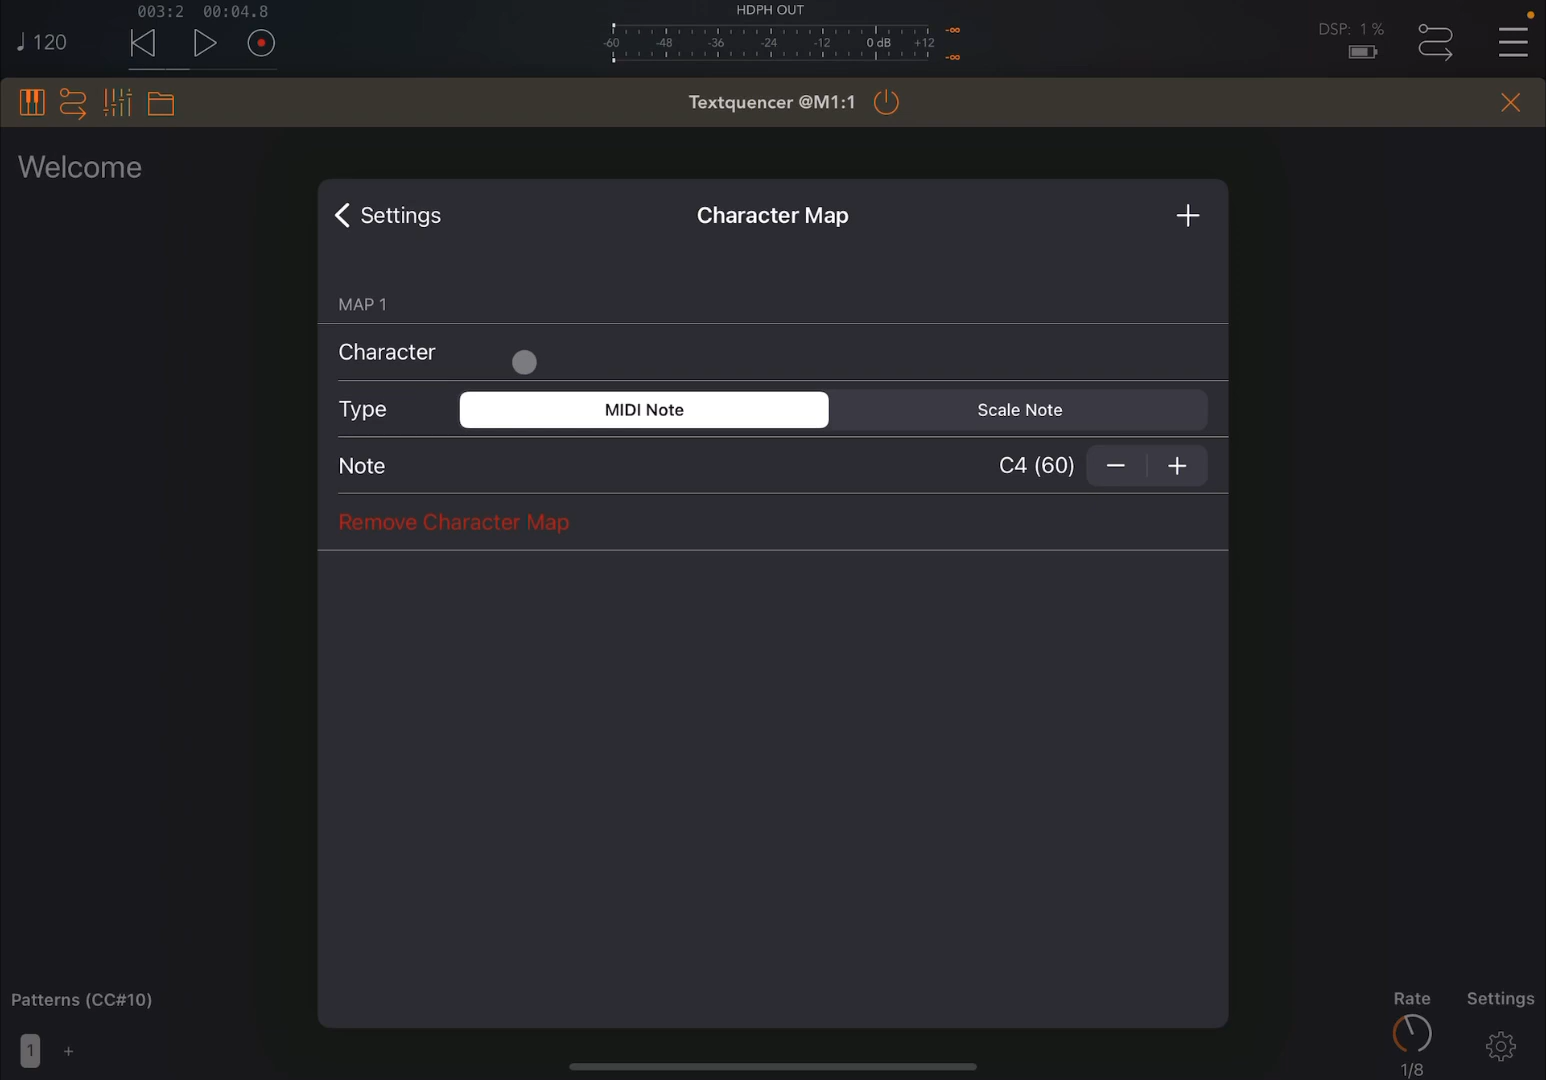 003:2 00:04.8
HDPH OUT
120
-60 -48 -36 -24 -12 0 dB +12
-∞
-∞
DSP: 1 %
Textquencer @M1:1
Welcome
Settings
Character Map
MAP 1
Character
Type
MIDI Note
Scale Note
Note
C4 (60)
Remove Character Map
Patterns (CC#10)
Rate
Settings
1 +
1/8